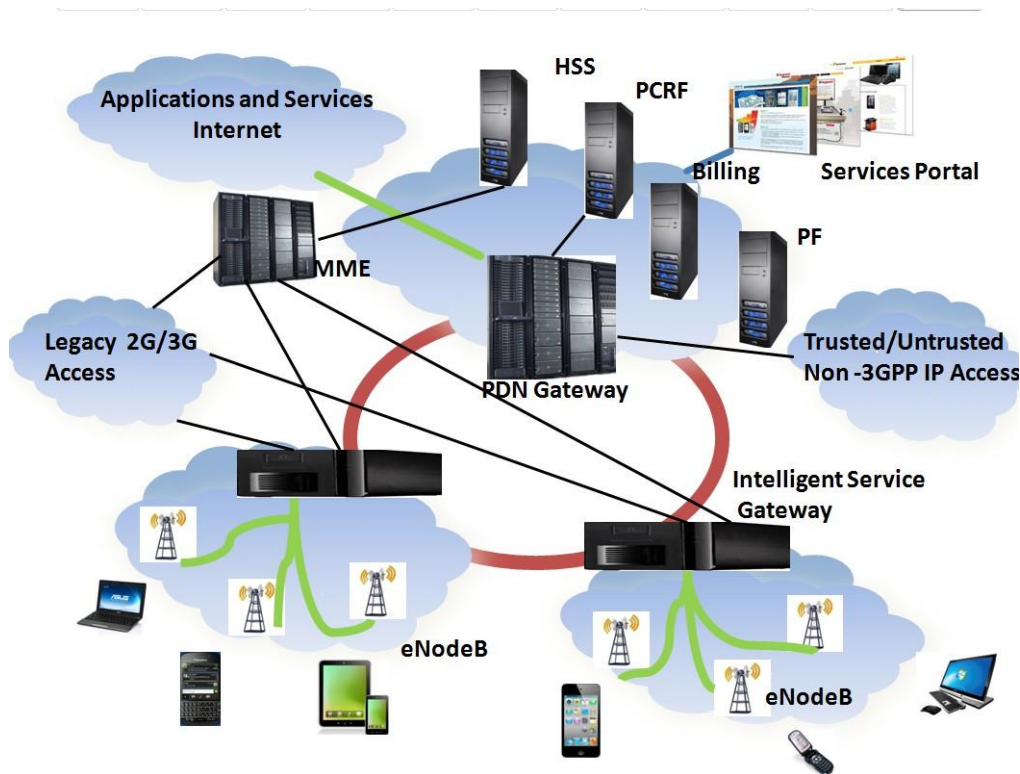 HSS
PCRF
Applications and Services
Internet
Billing
Services Portal
PF
MME
Legacy 2G/3G
Access
PDN Gateway
Trusted/Untrusted
Non -3GPP IP Access
Intelligent Service
Gateway
ASUS
eNodeB
eNodeB